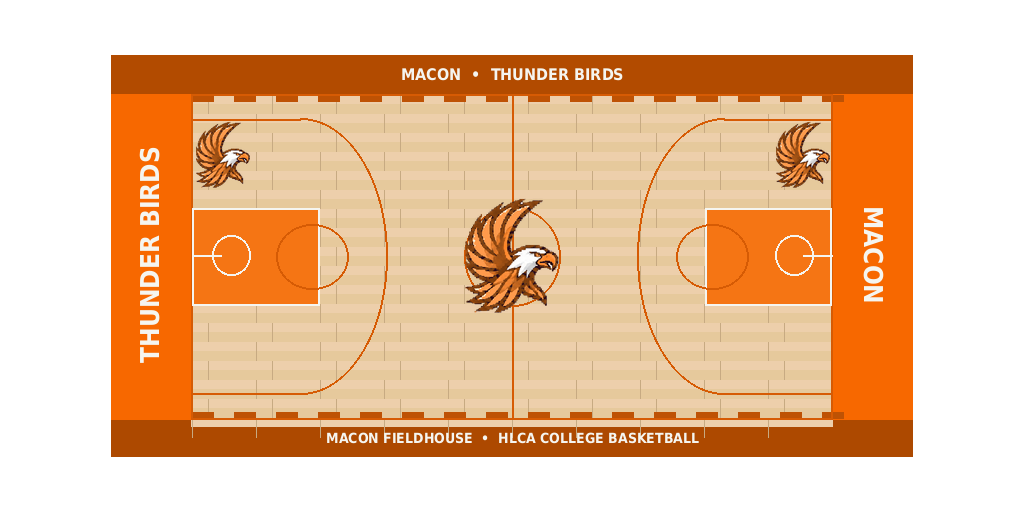 MACON • THUNDER BIRDS
THUNDER BIRDS
MACON
MACON FIELDHOUSE • HLCA COLLEGE BASKETBALL